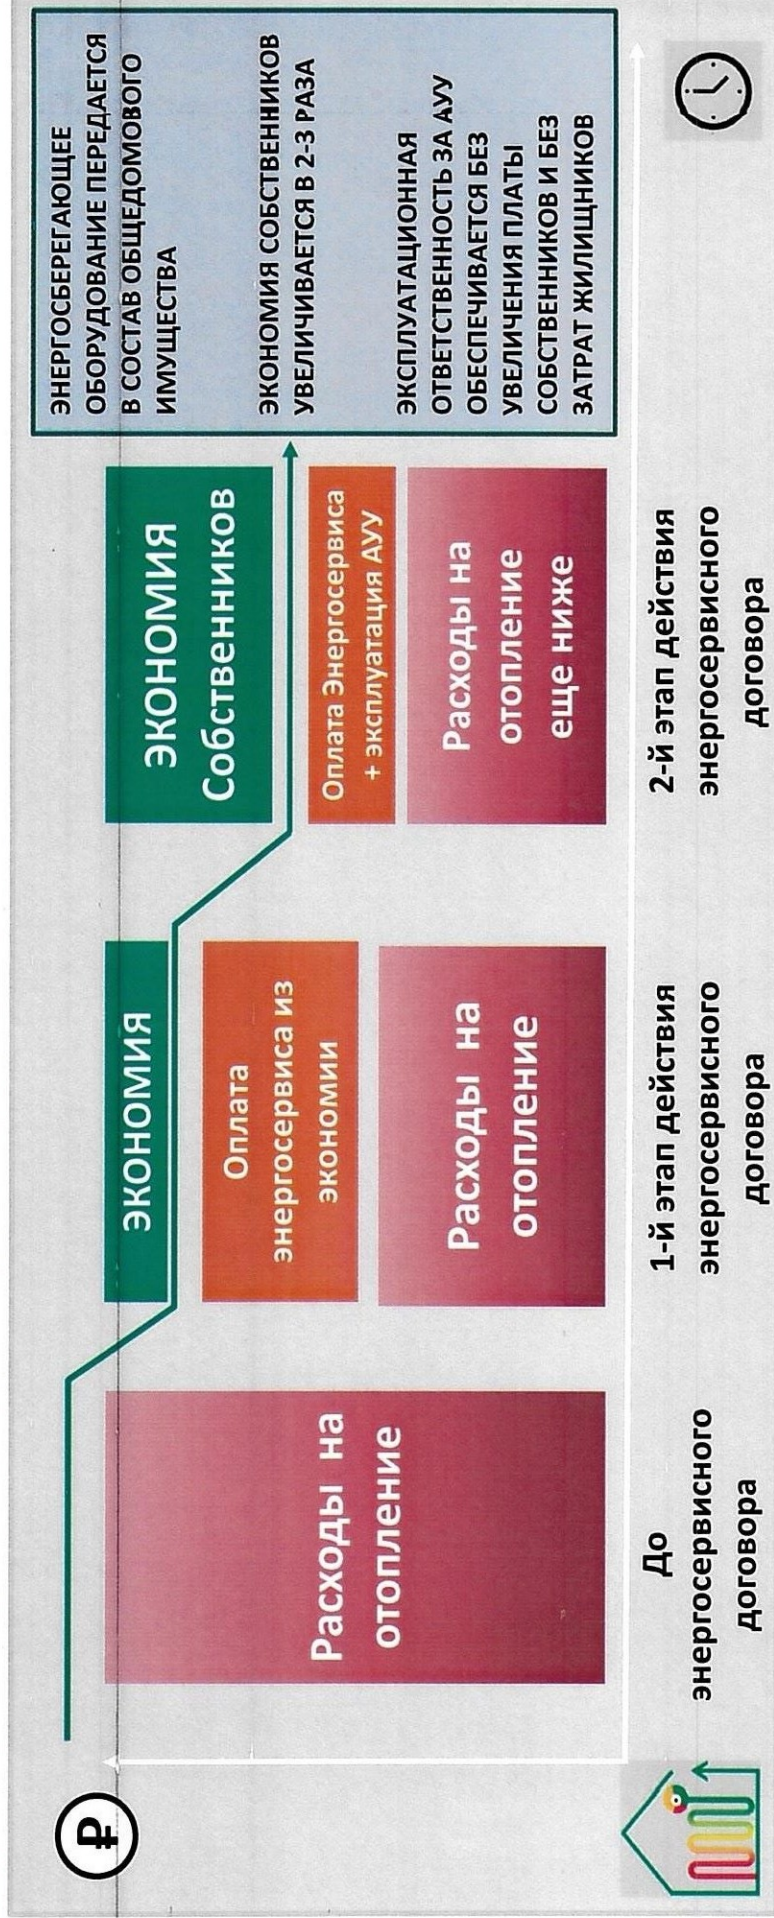 ₽
Расходы на
отопление
До
энергосервисного
договора
ЭКОНОМИЯ
Оплата
энергосервиса из
экономии
Расходы на
отопление
1-й этап действия
энергосервисного
договора
ЭКОНОМИЯ
Собственников
Оплата Энергосервиса
+ эксплуатация АУУ
Расходы на
отопление
еще ниже
2-й этап действия
энергосервисного
договора
ЭНЕРГОСБЕРЕГАЮЩЕЕ
ОБОРУДОВАНИЕ ПЕРЕДАЕТСЯ
В СОСТАВ ОБЩЕДОМОВОГО
ИМУЩЕСТВА
ЭКОНОМИЯ СОБСТВЕННИКОВ
УВЕЛИЧИВАЕТСЯ В 2-3 РАЗА
ЭКСПЛУАТАЦИОННАЯ
ОТВЕТСТВЕННОСТЬ ЗА АУУ
ОБЕСПЕЧИВАЕТСЯ БЕЗ
УВЕЛИЧЕНИЯ ПЛАТЫ
СОБСТВЕННИКОВ И БЕЗ
ЗАТРАТ ЖИЛИЩНИКОВ